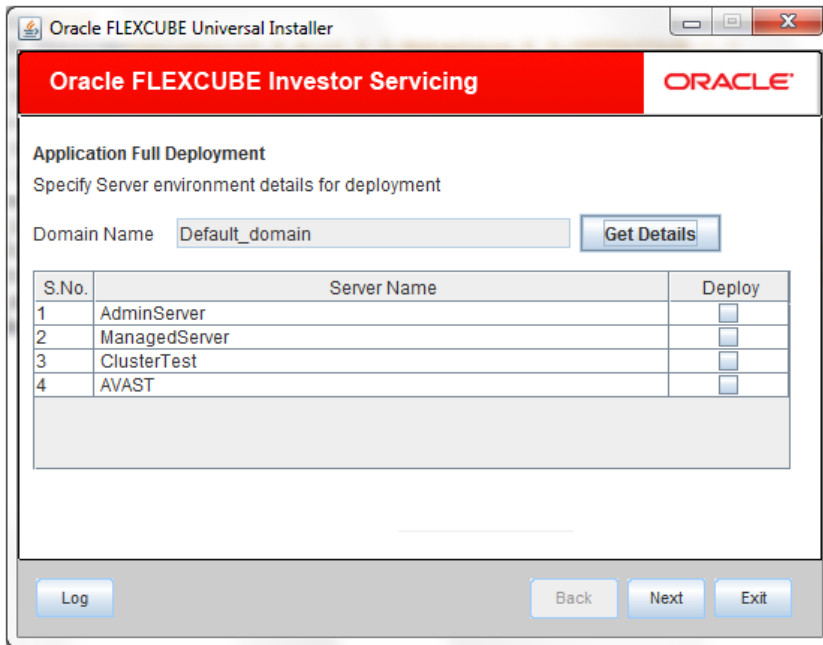 Oracle FLEXCUBE Universal Installer
Oracle FLEXCUBE Investor Servicing
ORACLE
Application Full Deployment
Specify Server environment details for deployment
Domain Name Default_domain Get Details
S.No. Server Name Deploy
1 AdminServer
2 ManagedServer
3 ClusterTest
4 AVAST
Log Back Next Exit